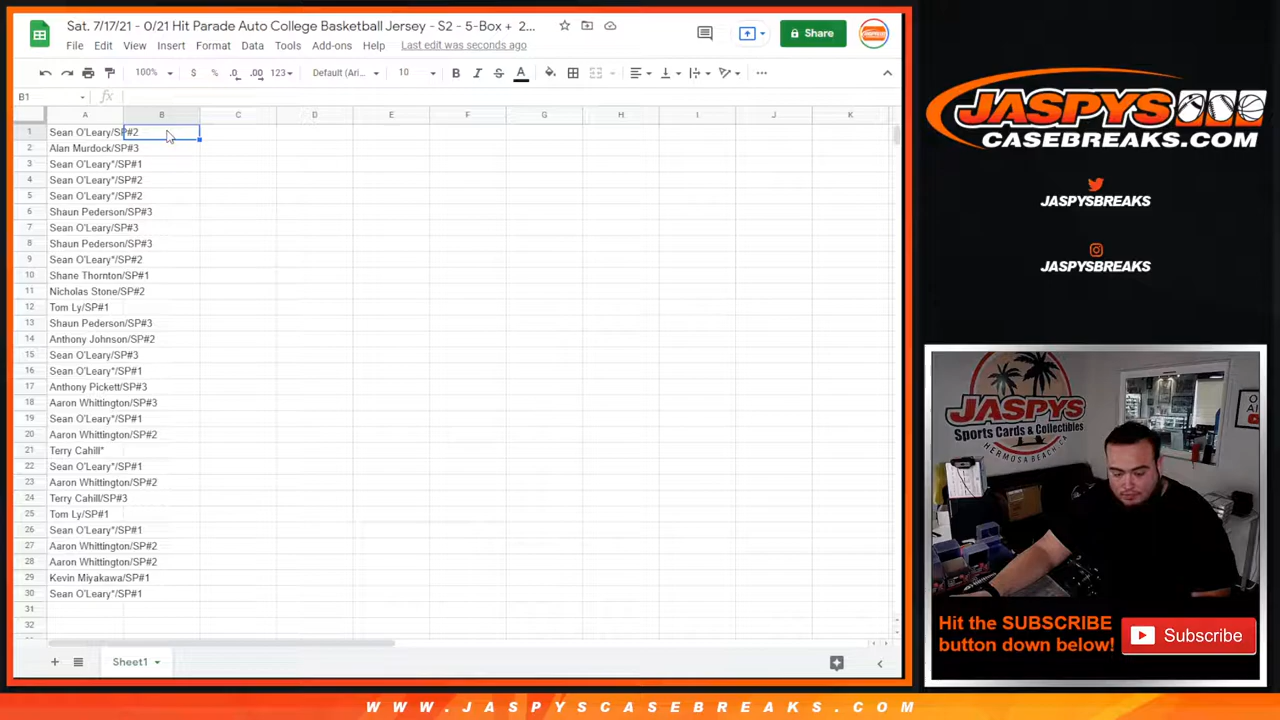 Sat. 7/17/21 - 0/21 Hit Parade Auto College Basketball Jersey - S2 - 5-Box + 2...
File Edit View Insert Format Data Tools Add-ons Help Last edit was seconds ago
Share
100% $ % .0 .00 123 Default (Ari... 10 B I S A
B1 fx
A B C D E F G H I J K
1 Sean O'Leary/SP#2
2 Alan Murdock/SP#3
3 Sean O'Leary*/SP#1
4 Sean O'Leary*/SP#2
5 Sean O'Leary*/SP#2
6 Shaun Pederson/SP#3
7 Sean O'Leary/SP#3
8 Shaun Pederson/SP#3
9 Sean O'Leary*/SP#2
10 Shane Thornton/SP#1
11 Nicholas Stone/SP#2
12 Tom Ly/SP#1
13 Shaun Pederson/SP#3
14 Anthony Johnson/SP#2
15 Sean O'Leary/SP#3
16 Sean O'Leary*/SP#1
17 Anthony Pickett/SP#3
18 Aaron Whittington/SP#3
19 Sean O'Leary*/SP#1
20 Aaron Whittington/SP#2
21 Terry Cahill*
22 Sean O'Leary*/SP#1
23 Aaron Whittington/SP#2
24 Terry Cahill/SP#3
25 Tom Ly/SP#1
26 Sean O'Leary*/SP#1
27 Aaron Whittington/SP#2
28 Aaron Whittington/SP#2
29 Kevin Miyakawa/SP#1
30 Sean O'Leary*/SP#1
31
32
Sheet1
JASPYS
CASEBREAKS.COM
JASPYSBREAKS
JASPYSBREAKS
JASPYS
Sports Cards & Collectibles
HERMOSA BEACH, CA
Hit the SUBSCRIBE
button down below!
Subscribe
WWW.JASPYSCASEBREAKS.COM